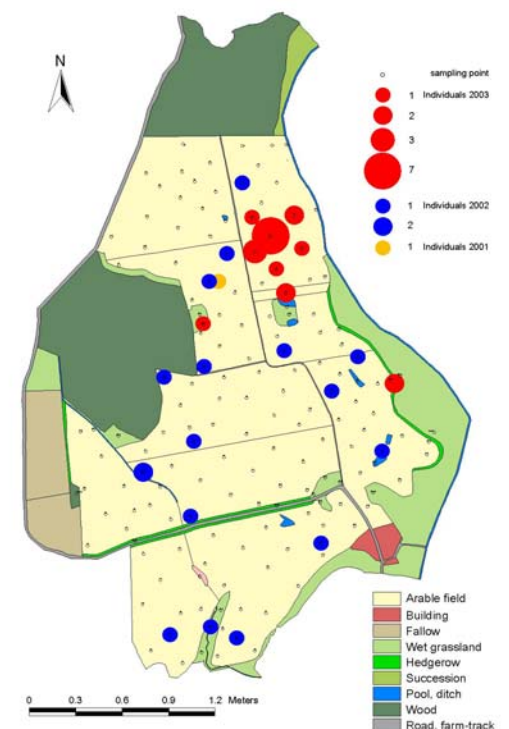 N
sampling point
1 Individuals 2003
2
3
7
1 Individuals 2002
2
1 Individuals 2001
Arable field
Building
Fallow
Wet grassland
Hedgerow
Succession
Pool, ditch
Wood
Road, farm-track
0 0.3 0.6 0.9 1.2 Meters